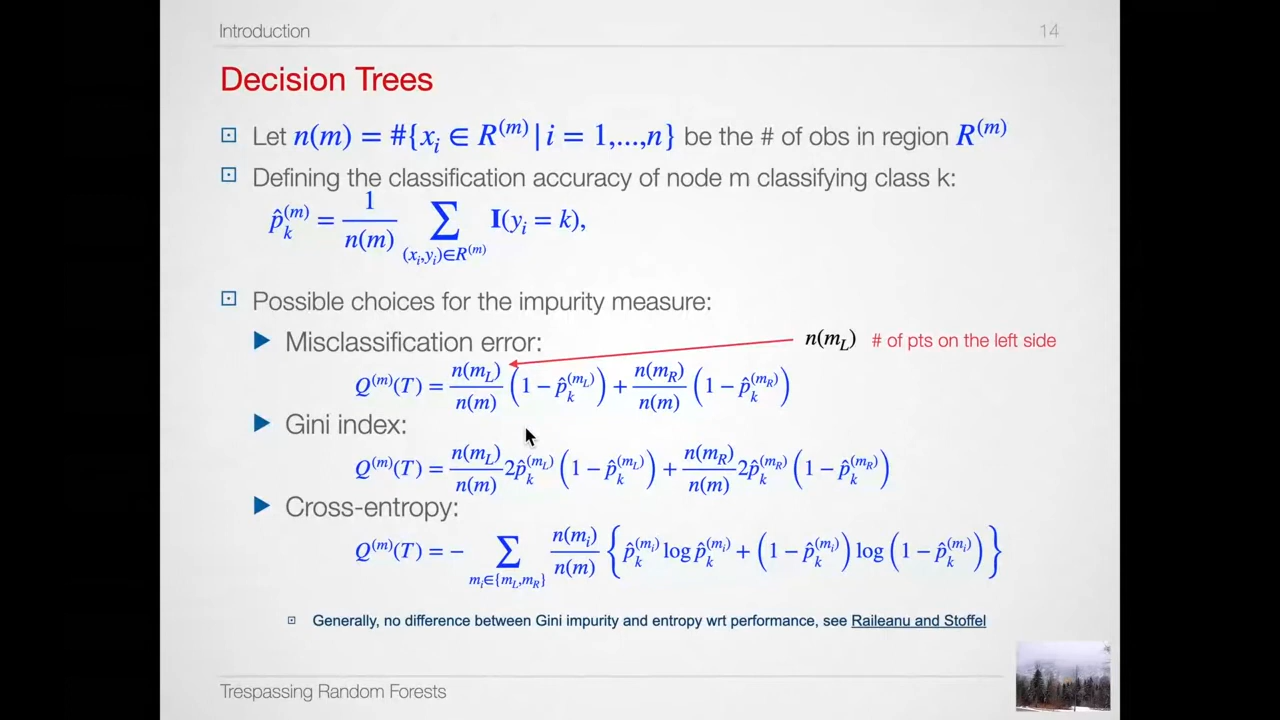 Introduction 14
Decision Trees
Let n(m) = #{x_i ∈ R^(m) | i = 1,...,n} be the # of obs in region R^(m)
Defining the classification accuracy of node m classifying class k:
p̂_k^(m) = 1/n(m) ∑_{(x_i,y_i)∈R^(m)} I(y_i = k),
Possible choices for the impurity measure:
Misclassification error:
n(m_L) # of pts on the left side
Q^(m)(T) = n(m_L)/n(m) (1 − p̂_k^(m_L)) + n(m_R)/n(m) (1 − p̂_k^(m_R))
Gini index:
Q^(m)(T) = n(m_L)/n(m) 2p̂_k^(m_L) (1 − p̂_k^(m_L)) + n(m_R)/n(m) 2p̂_k^(m_R) (1 − p̂_k^(m_R))
Cross-entropy:
Q^(m)(T) = − ∑_{m_i∈{m_L,m_R}} n(m_i)/n(m) {p̂_k^(m_i) log p̂_k^(m_i) + (1 − p̂_k^(m_i)) log (1 − p̂_k^(m_i))}
Generally, no difference between Gini impurity and entropy wrt performance, see Raileanu and Stoffel
Trespassing Random Forests